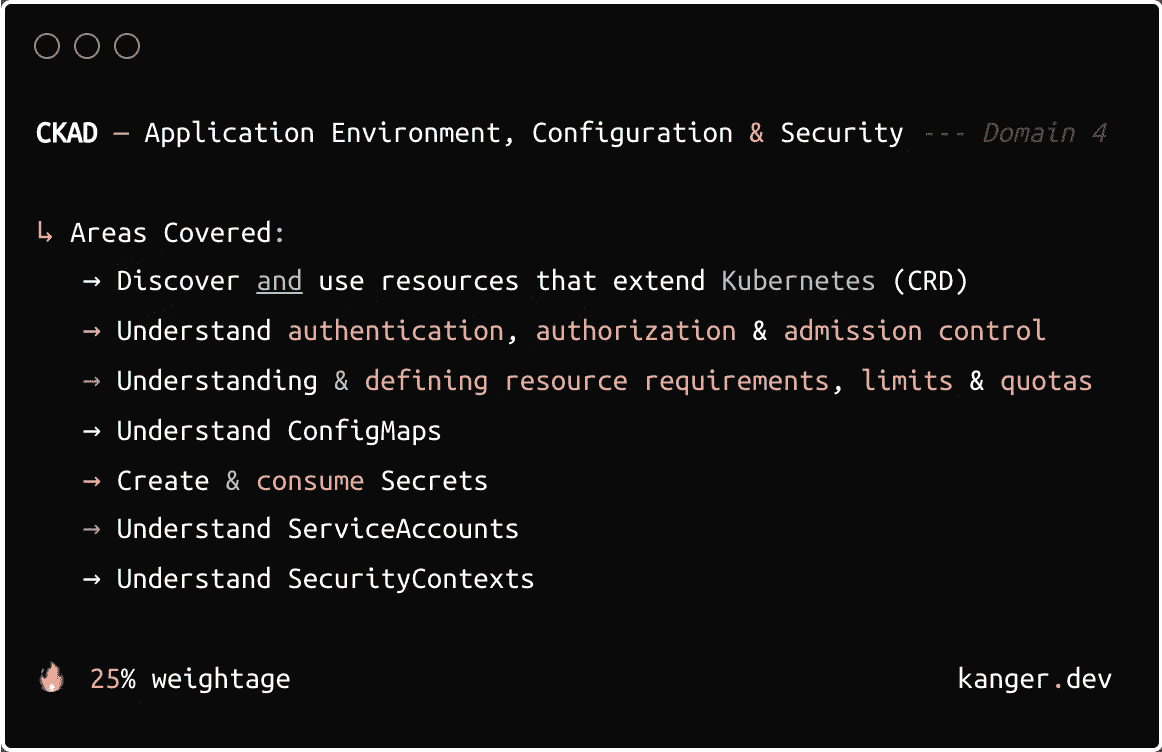 CKAD — Application Environment, Configuration & Security --- Domain 4
↳ Areas Covered:
→ Discover and use resources that extend Kubernetes (CRD)
→ Understand authentication, authorization & admission control
→ Understanding & defining resource requirements, limits & quotas
→ Understand ConfigMaps
→ Create & consume Secrets
→ Understand ServiceAccounts
→ Understand SecurityContexts
🔥 25% weightage
kanger.dev